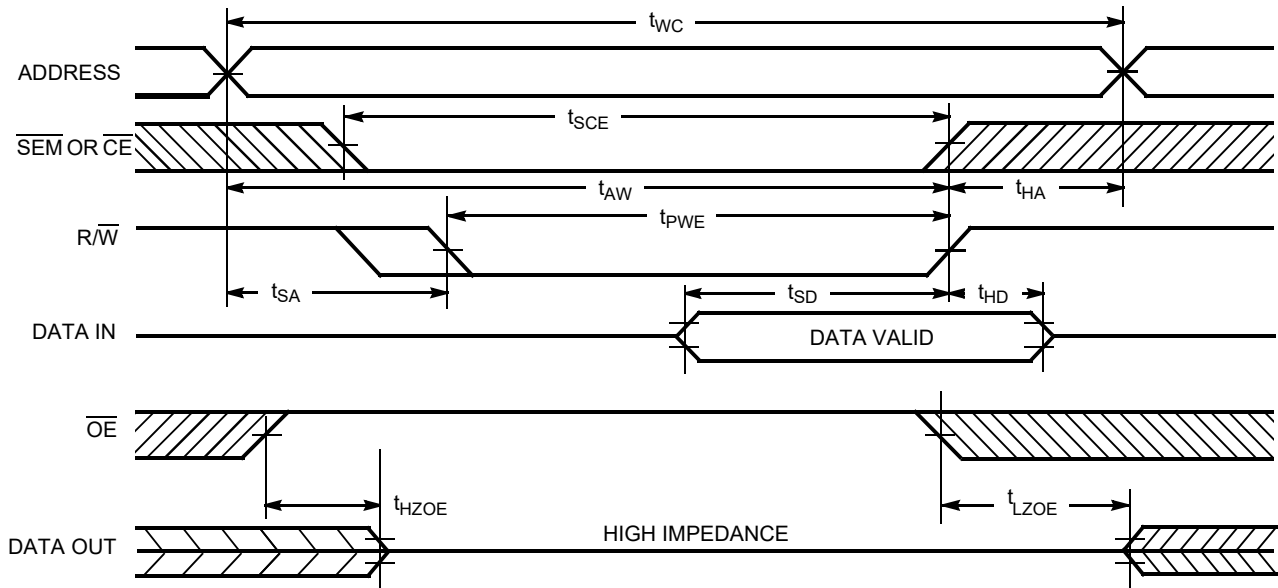 tWC
ADDRESS
tSCE
SEM OR CE
tAW
tHA
tPWE
R/W
tSA
tSD
tHD
DATA IN
DATA VALID
OE
tHZOE
tLZOE
HIGH IMPEDANCE
DATA OUT